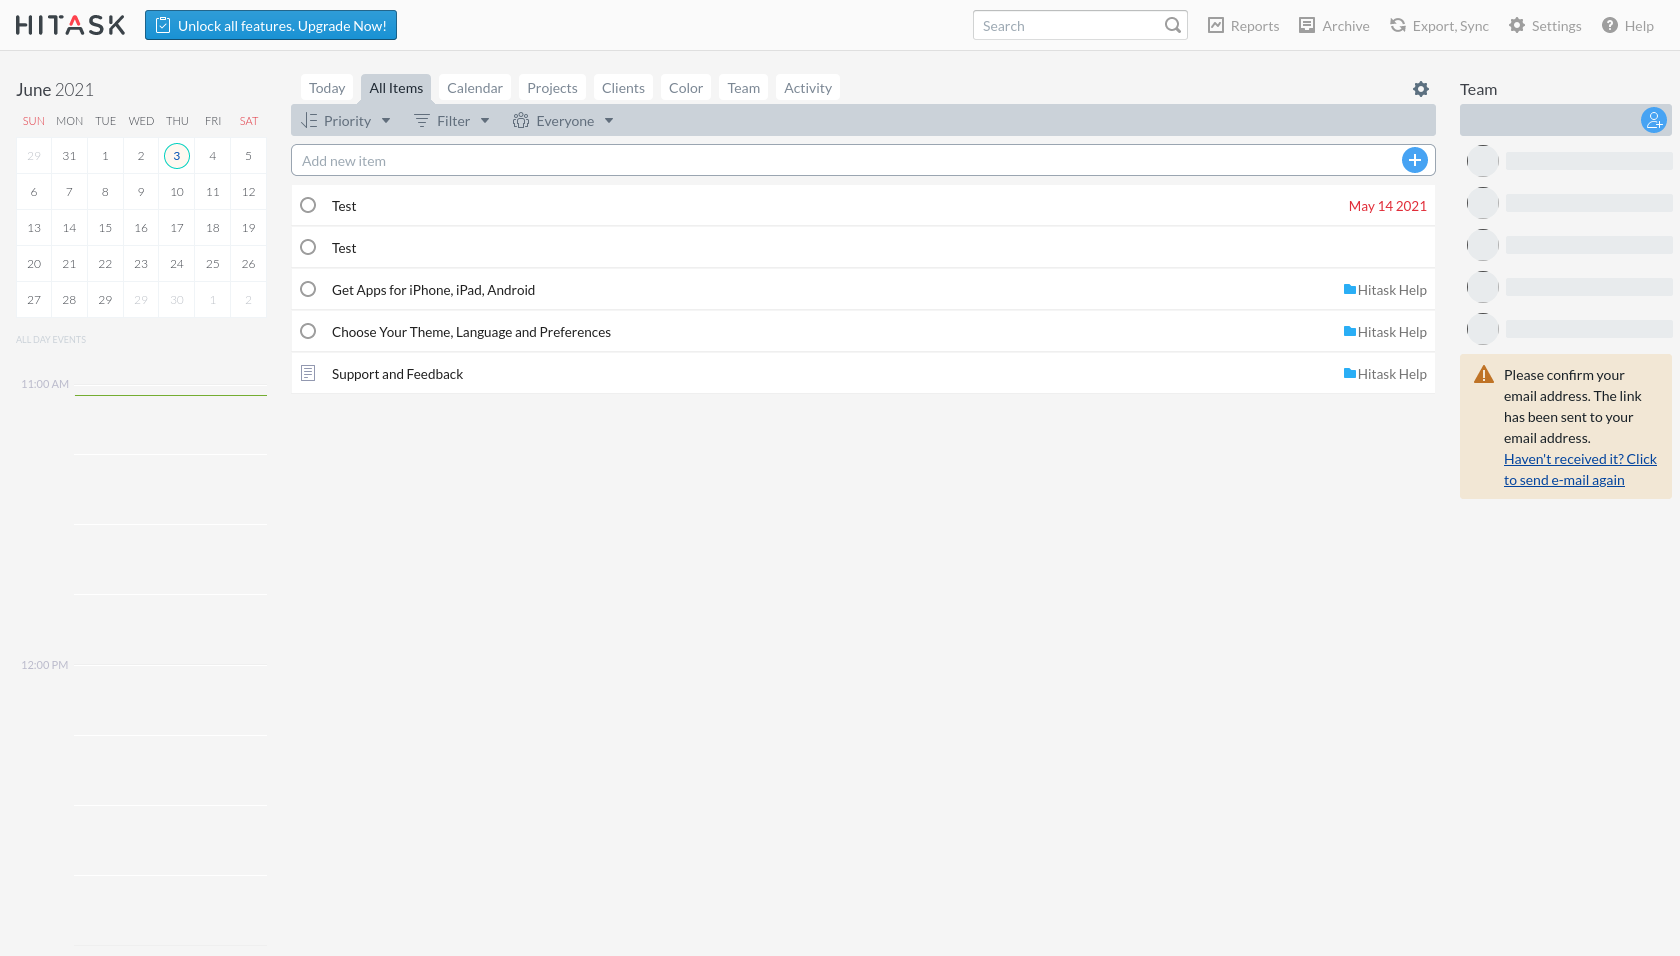 HITASK
Unlock all features. Upgrade Now!
Search
Reports
Archive
Export, Sync
Settings
Help
June 2021
SUN MON TUE WED THU FRI SAT
29 31 1 2 3 4 5
6 7 8 9 10 11 12
13 14 15 16 17 18 19
20 21 22 23 24 25 26
27 28 29 29 30 1 2
ALL DAY EVENTS
11:00 AM
12:00 PM
Today
All Items
Calendar
Projects
Clients
Color
Team
Activity
Priority
Filter
Everyone
Add new item
Test May 14 2021
Test
Get Apps for iPhone, iPad, Android Hitask Help
Choose Your Theme, Language and Preferences Hitask Help
Support and Feedback Hitask Help
Team
Please confirm your
email address. The link
has been sent to your
email address.
Haven't received it? Click
to send e-mail again